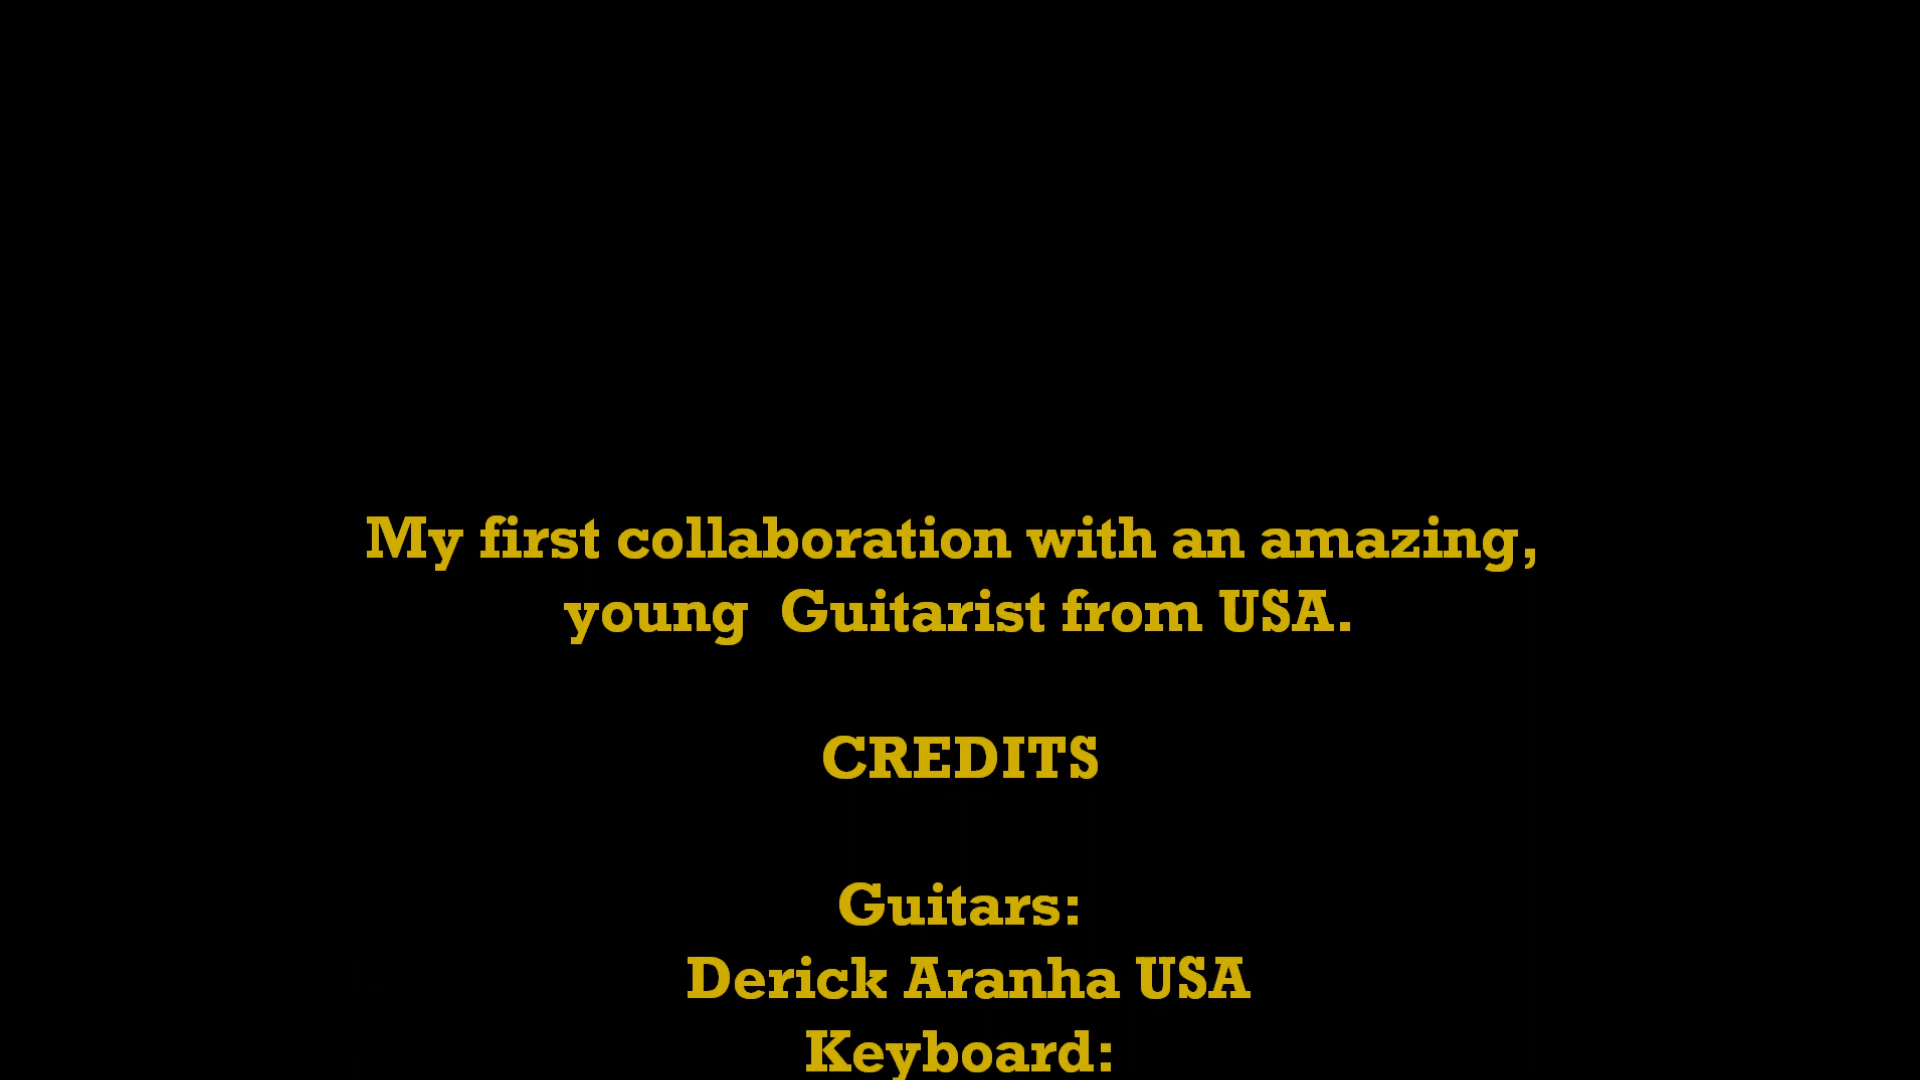 My first collaboration with an amazing,
young  Guitarist from USA.
CREDITS
Guitars:
Derick Aranha USA
Keyboard: